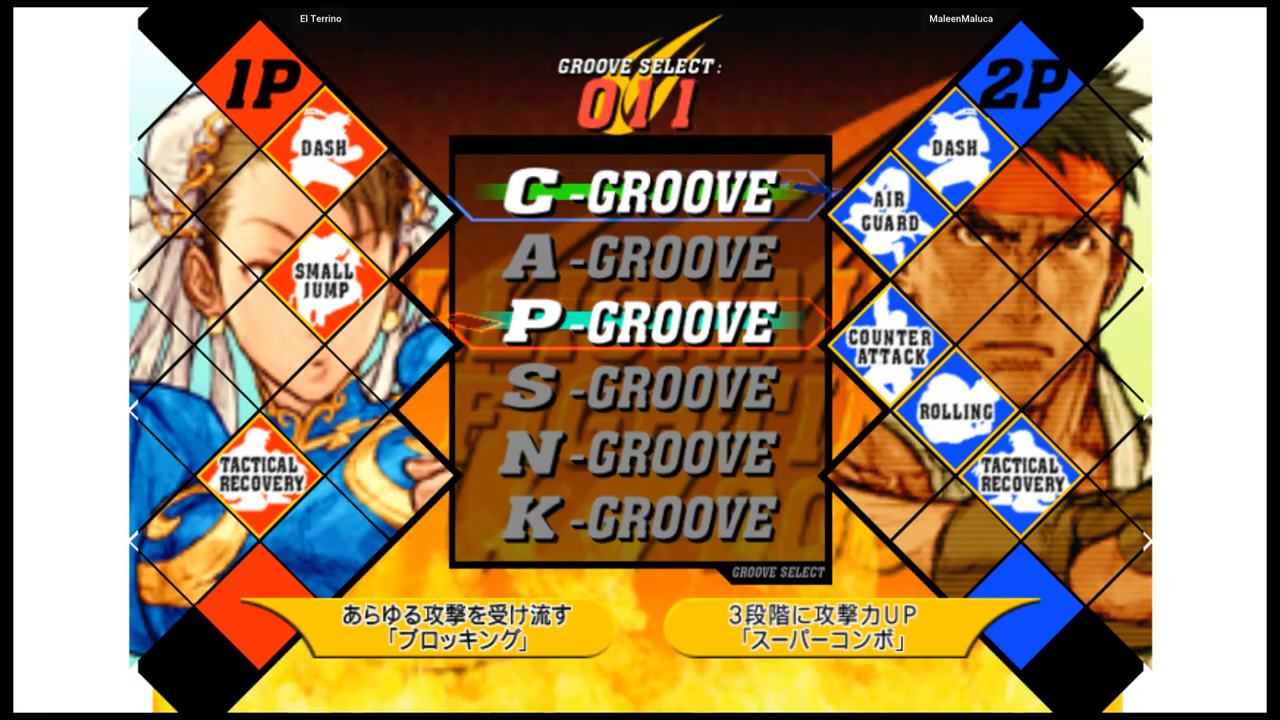 El Terrino
MaleenMaluca
1P
2P
GROOVE SELECT:
011
DASH
SMALL
JUMP
TACTICAL
RECOVERY
C-GROOVE
A-GROOVE
P-GROOVE
S-GROOVE
N-GROOVE
K-GROOVE
GROOVE SELECT
DASH
AIR
GUARD
COUNTER
ATTACK
ROLLING
TACTICAL
RECOVERY
あらゆる攻撃を受け流す
「ブロッキング」
3段階に攻撃力UP
「スーパーコンボ」